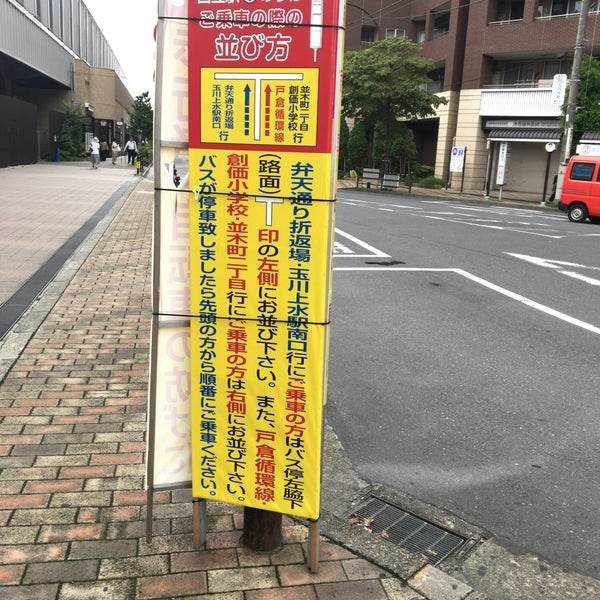 ご乗車の際の
並び方
並木町二丁目
創価小学校 行
戸倉循環線
弁天通り折返場
玉川上水駅南口 行
弁天通り折返場・玉川上水駅南口行にご乗車の方はバス停左脇下
(路面)T印の左側にお並び下さい。また、戸倉循環線・
創価小学校・並木町二丁目行にご乗車の方は右側にお並び下さい。
バスが停車致しましたら先頭の方から順番にご乗車ください。